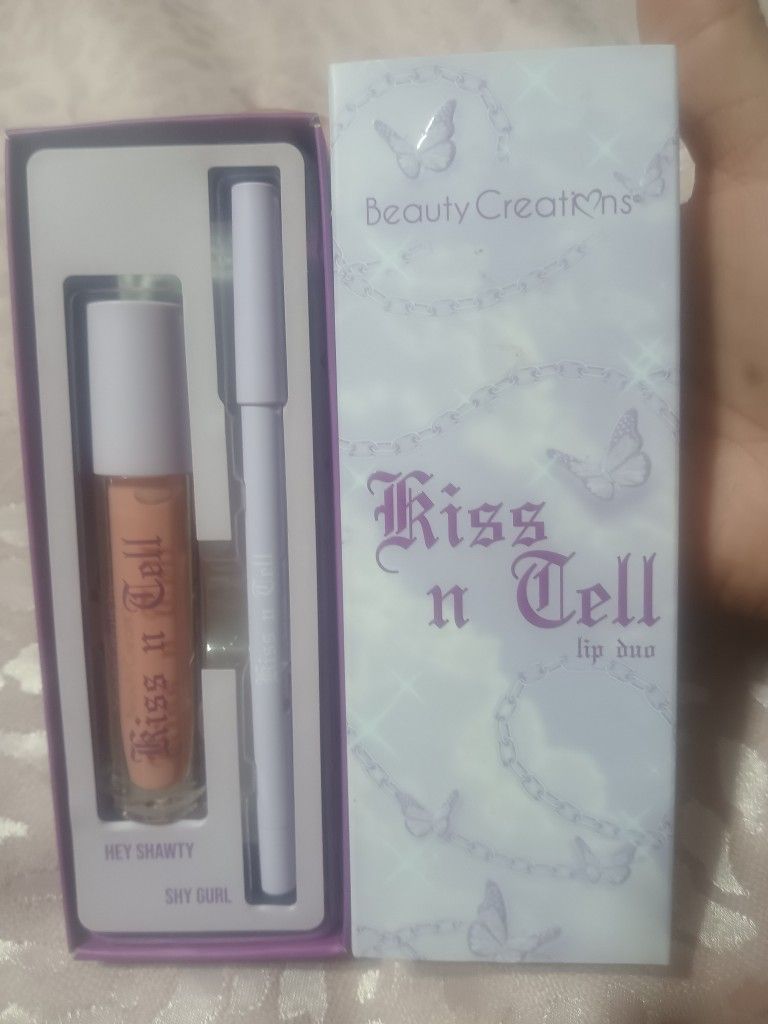 Kiss n Tell
Kiss n Tell
HEY SHAWTY
SHY GURL
Beauty Creations®
Kiss
n Tell
lip duo